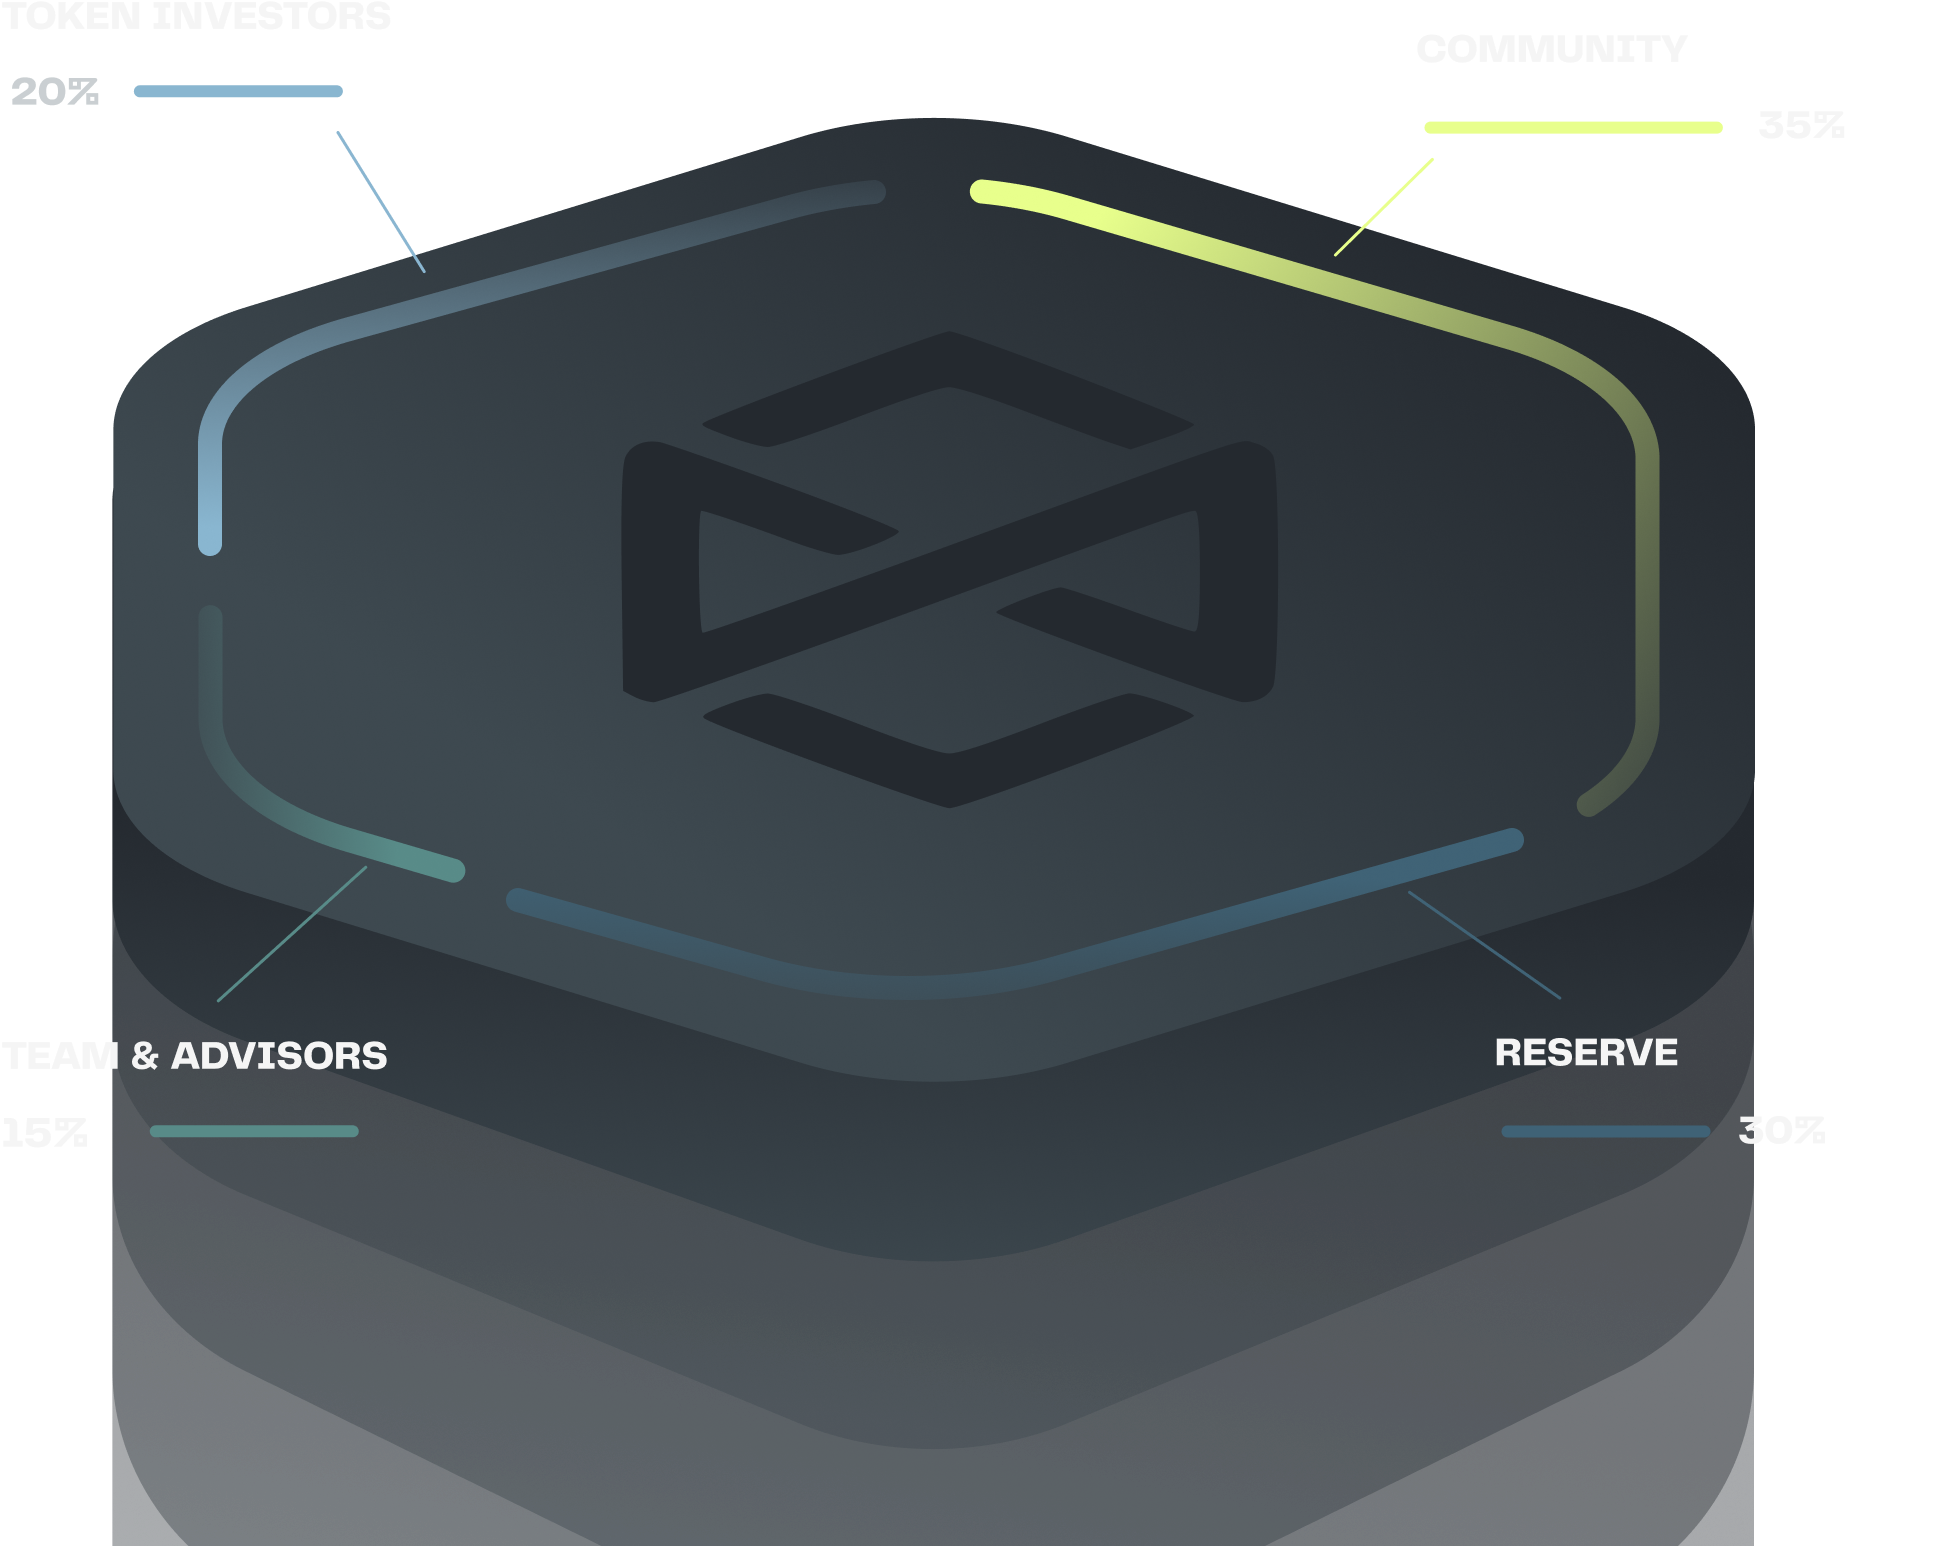 TOKEN INVESTORS
20%
COMMUNITY
35%
TEAM & ADVISORS
15%
RESERVE
30%